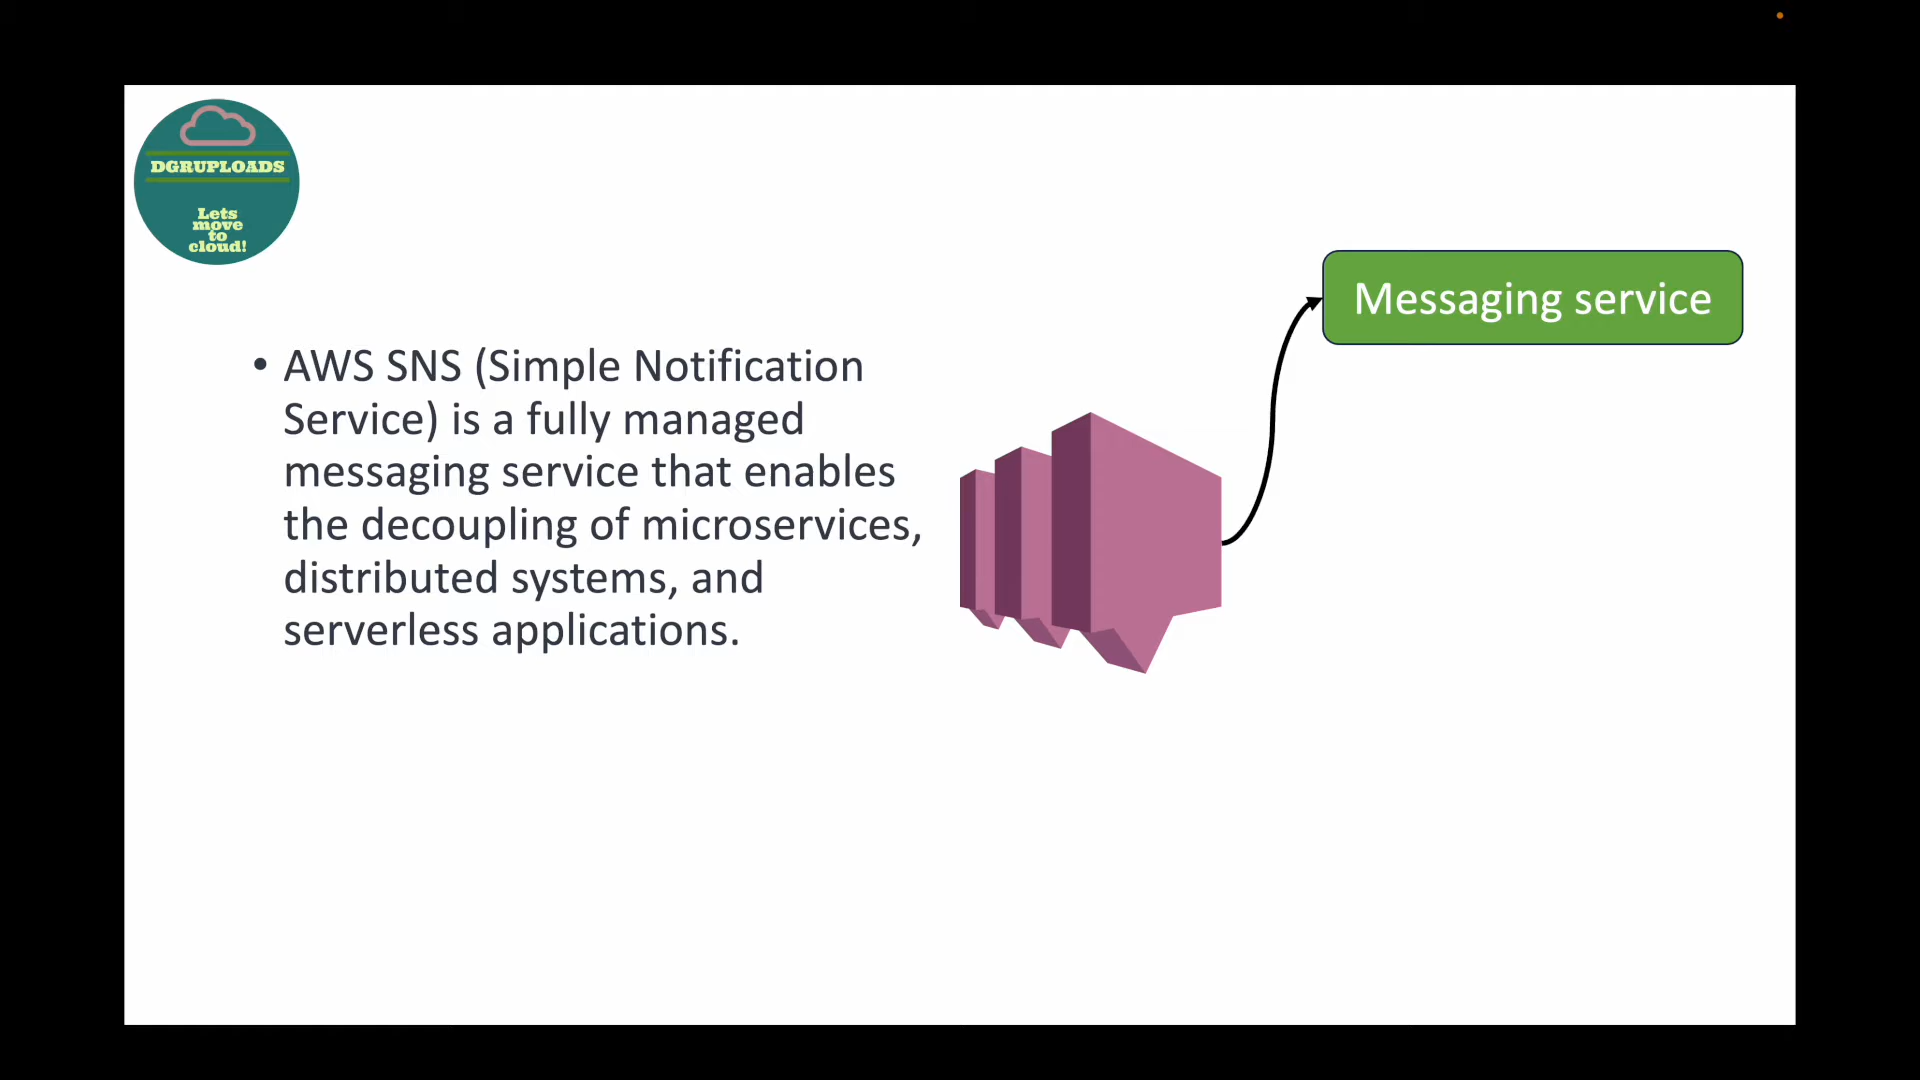 DGRUPLOADS
Lets
move
to
cloud!
Messaging service
• AWS SNS (Simple Notification
Service) is a fully managed
messaging service that enables
the decoupling of microservices,
distributed systems, and
serverless applications.